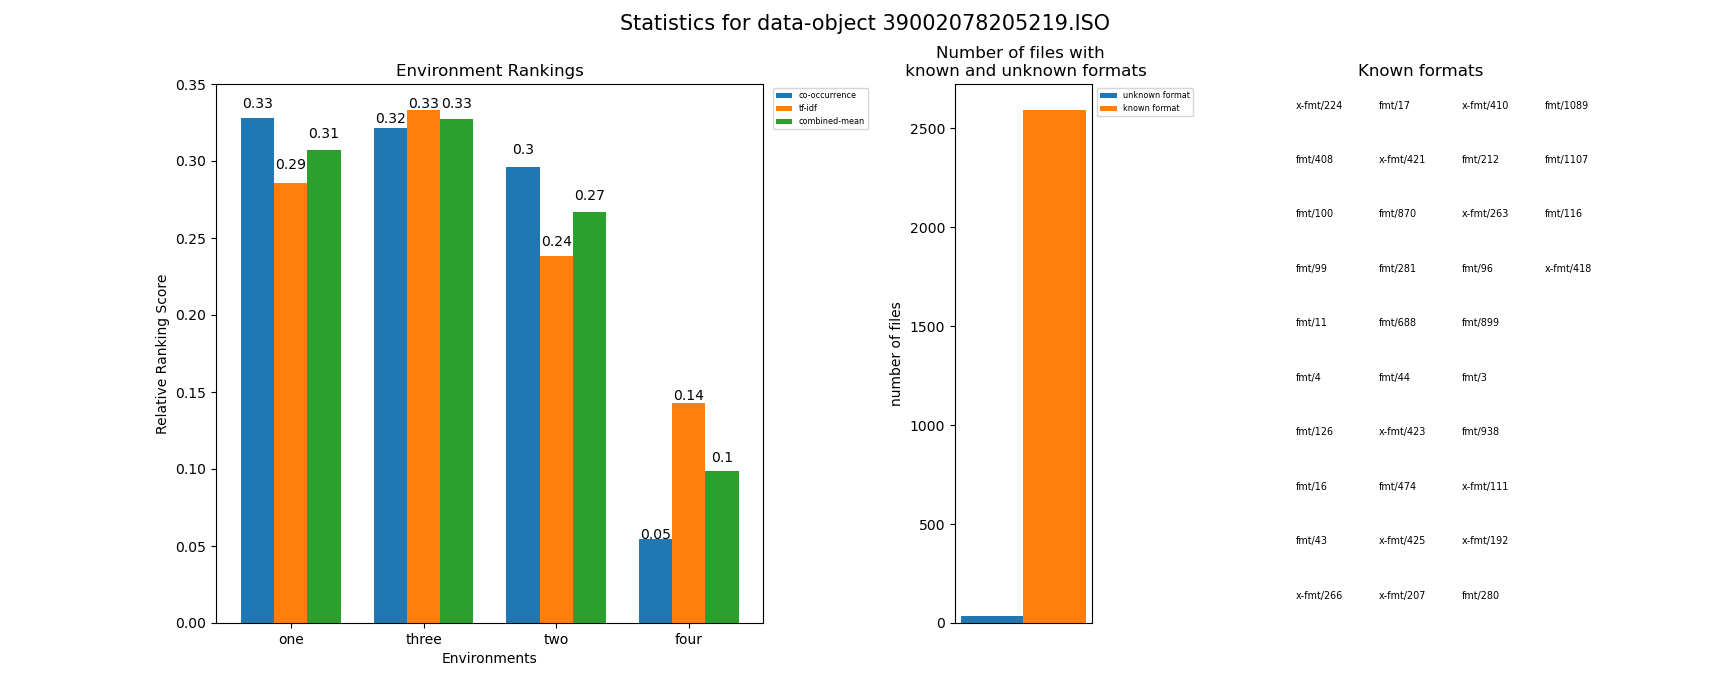 Statistics for data-object 39002078205219.ISO
Environment Rankings
0.35
0.30
0.25
0.20
0.15
0.10
0.05
0.00
Relative Ranking Score
0.33
0.29
0.31
0.32
0.33
0.33
0.3
0.24
0.27
0.05
0.14
0.1
one
three
two
four
Environments
co-occurrence
tf-idf
combined-mean
Number of files with
known and unknown formats
2500
2000
1500
1000
500
0
number of files
unknown format
known format
Known formats
x-fmt/224 fmt/17 x-fmt/410 fmt/1089
fmt/408 x-fmt/421 fmt/212 fmt/1107
fmt/100 fmt/870 x-fmt/263 fmt/116
fmt/99 fmt/281 fmt/96 x-fmt/418
fmt/11 fmt/688 fmt/899
fmt/4 fmt/44 fmt/3
fmt/126 x-fmt/423 fmt/938
fmt/16 fmt/474 x-fmt/111
fmt/43 x-fmt/425 x-fmt/192
x-fmt/266 x-fmt/207 fmt/280